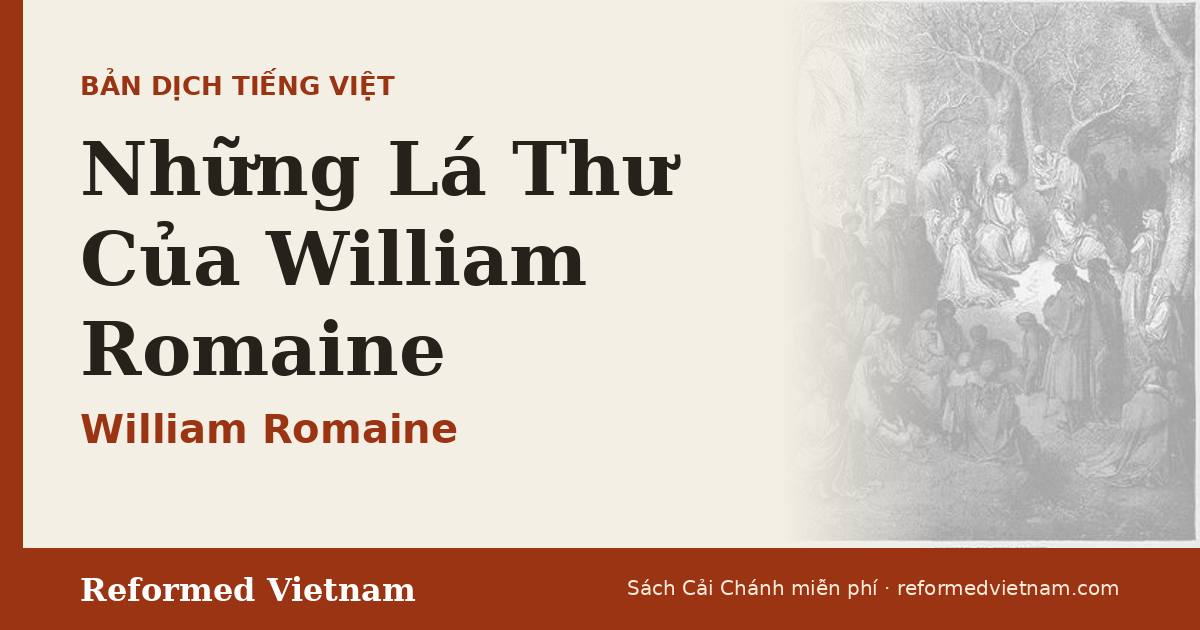 BẢN DỊCH TIẾNG VIỆT
Những Lá Thư
Của William
Romaine
William Romaine
Reformed Vietnam
Sách Cải Chánh miễn phí · reformedvietnam.com